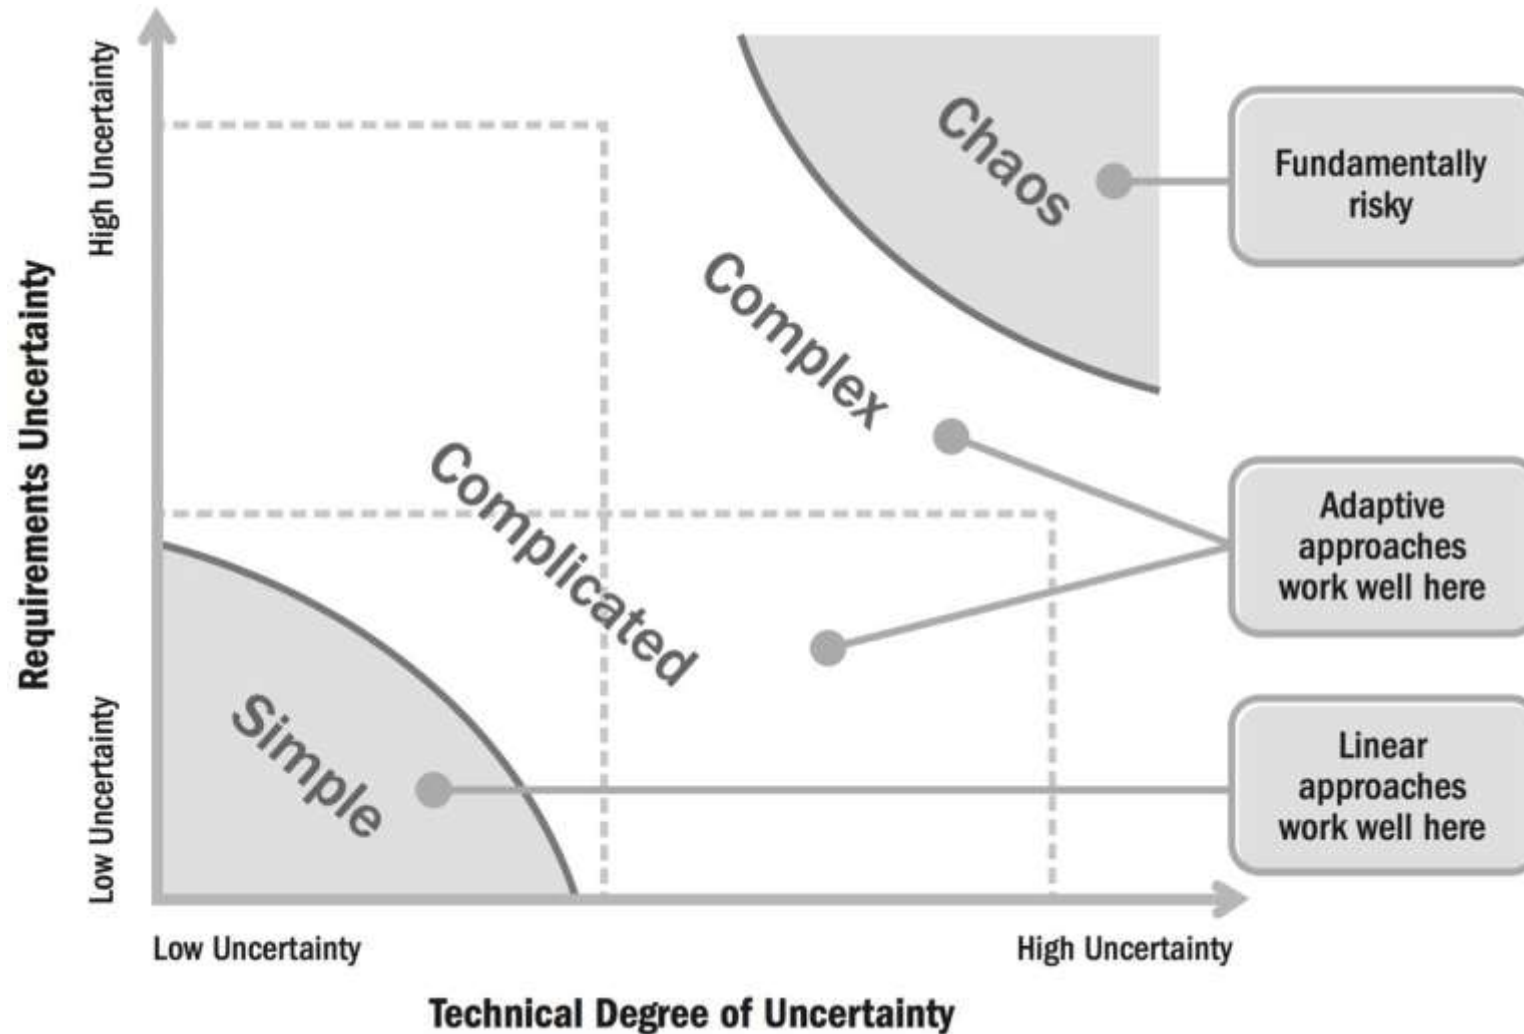 High Uncertainty
Requirements Uncertainty
Low Uncertainty
Chaos
Complex
Complicated
Simple
Fundamentally
risky
Adaptive
approaches
work well here
Linear
approaches
work well here
Low Uncertainty
High Uncertainty
Technical Degree of Uncertainty